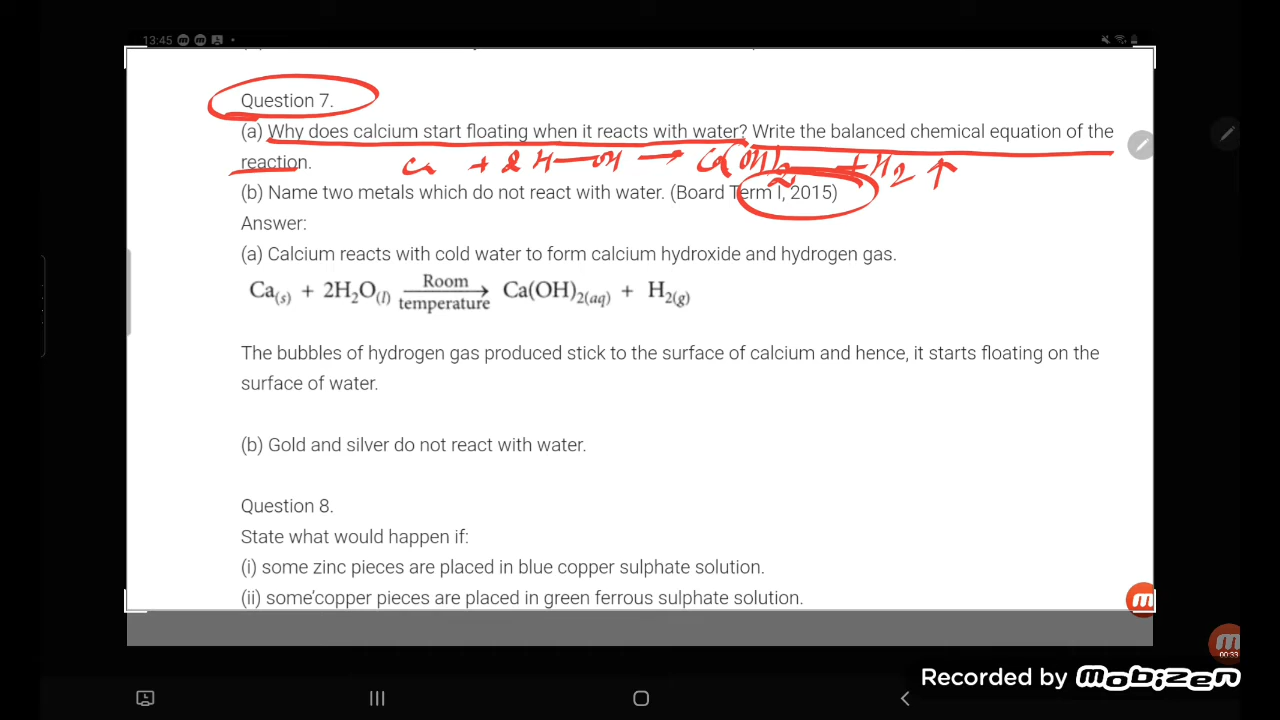 13:45
Question 7.
(a) Why does calcium start floating when it reacts with water? Write the balanced chemical equation of the
reaction.
Ca + 2H-OH → Ca(OH)2 + H2 ↑
(b) Name two metals which do not react with water. (Board Term I, 2015)
Answer:
(a) Calcium reacts with cold water to form calcium hydroxide and hydrogen gas.
Ca(s) + 2H2O(l) Room temperature → Ca(OH)2(aq) + H2(g)
The bubbles of hydrogen gas produced stick to the surface of calcium and hence, it starts floating on the
surface of water.
(b) Gold and silver do not react with water.
Question 8.
State what would happen if:
(i) some zinc pieces are placed in blue copper sulphate solution.
(ii) some'copper pieces are placed in green ferrous sulphate solution.
m
m
00:33
Recorded by mobizen